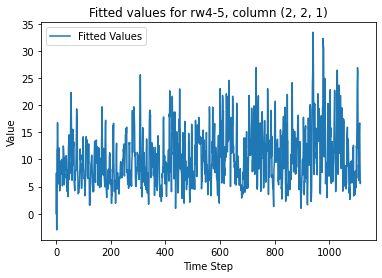 Fitted values for rw4-5, column (2, 2, 1)
Fitted Values
Value
35
30
25
20
15
10
5
0
0 200 400 600 800 1000
Time Step